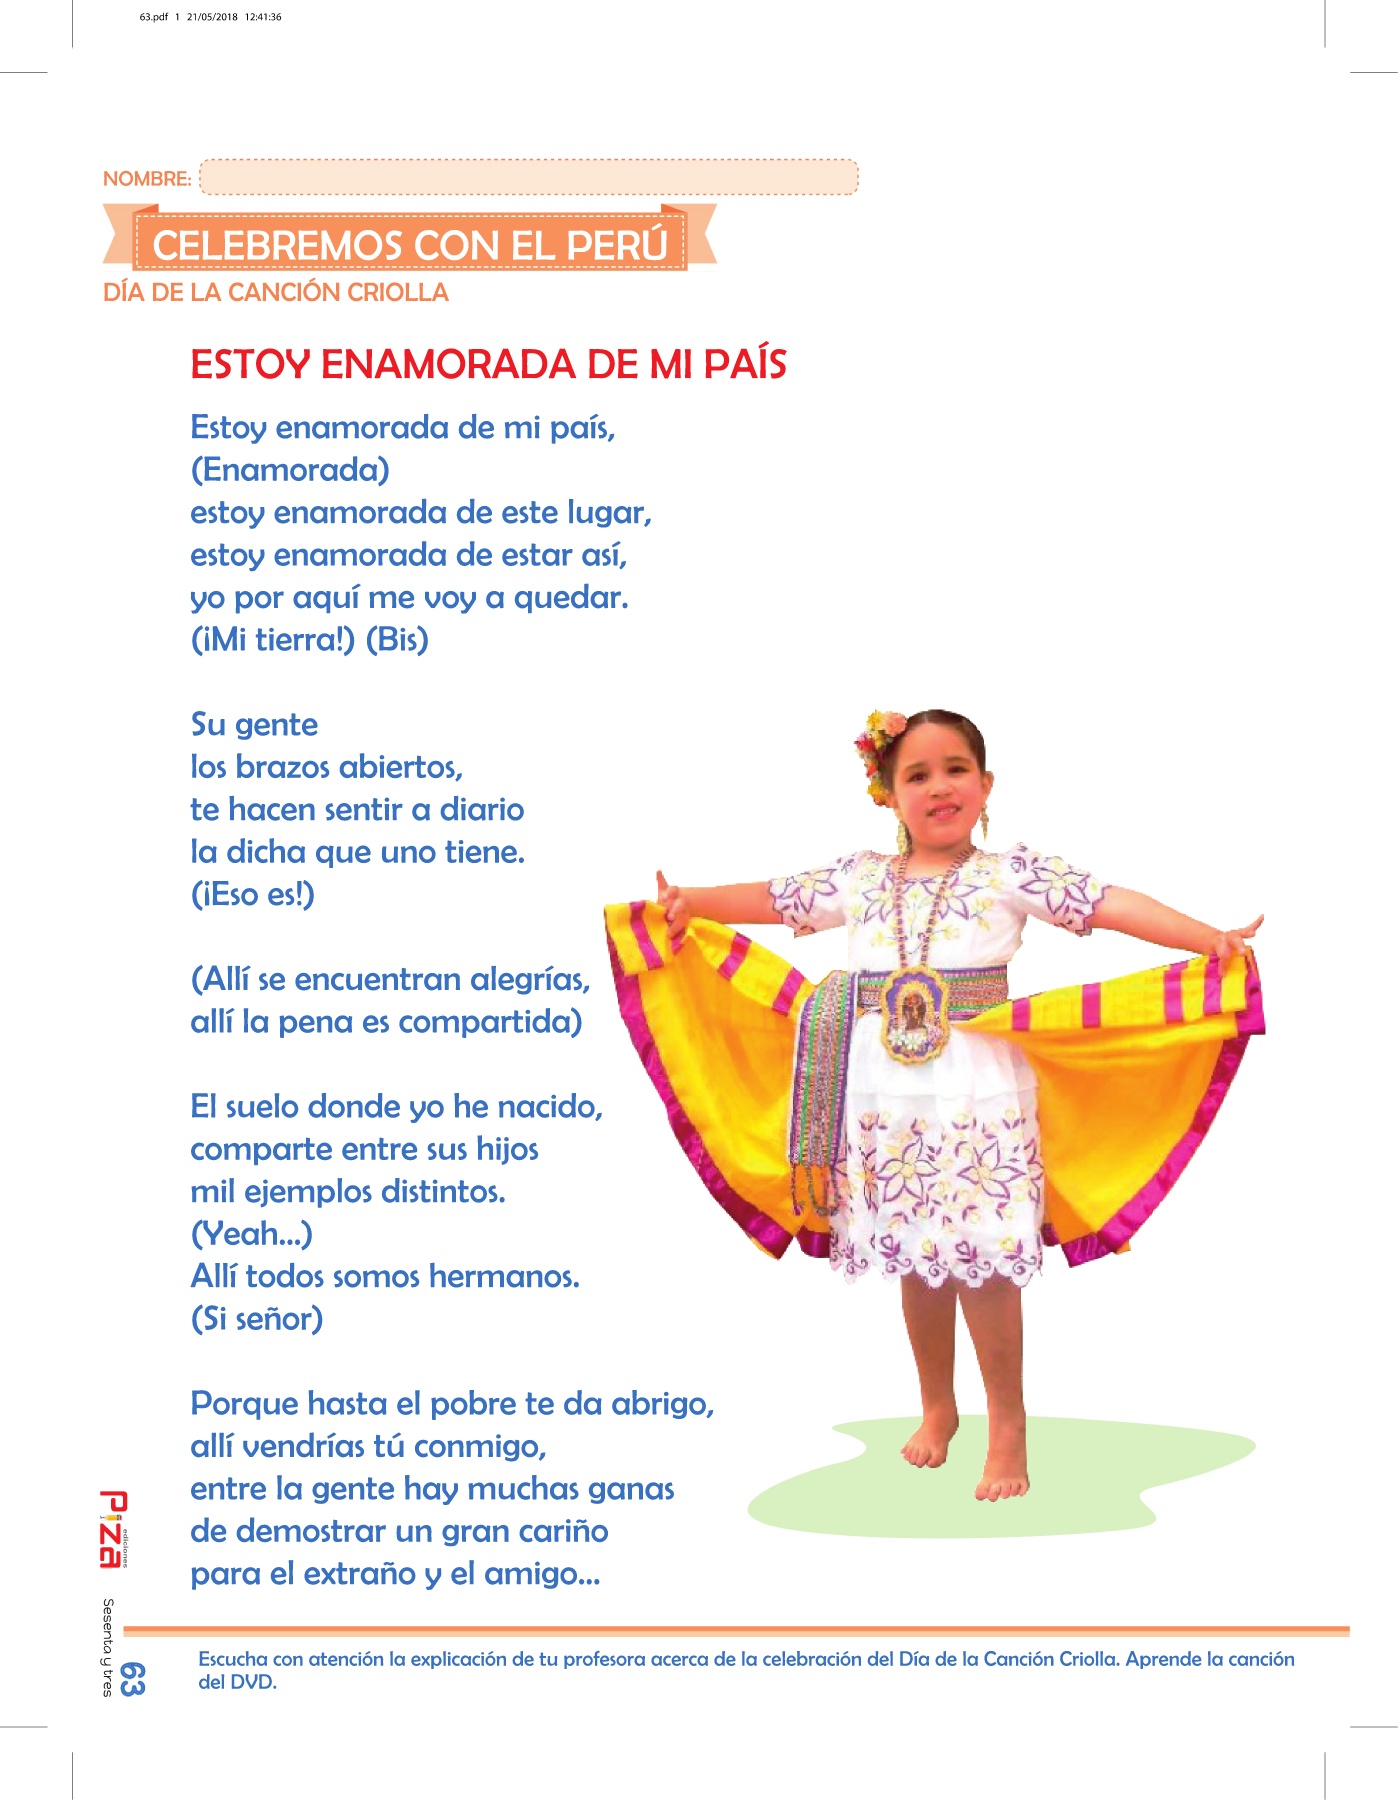 63.pdf 1 21/05/2018 12:41:36
NOMBRE:
CELEBREMOS CON EL PERÚ
DÍA DE LA CANCIÓN CRIOLLA
ESTOY ENAMORADA DE MI PAÍS
Estoy enamorada de mi país,
(Enamorada)
estoy enamorada de este lugar,
estoy enamorada de estar así,
yo por aquí me voy a quedar.
(¡Mi tierra!) (Bis)
Su gente
los brazos abiertos,
te hacen sentir a diario
la dicha que uno tiene.
(¡Eso es!)
(Allí se encuentran alegrías,
allí la pena es compartida)
El suelo donde yo he nacido,
comparte entre sus hijos
mil ejemplos distintos.
(Yeah...)
Allí todos somos hermanos.
(Si señor)
Porque hasta el pobre te da abrigo,
allí vendrías tú conmigo,
entre la gente hay muchas ganas
de demostrar un gran cariño
para el extraño y el amigo...
Piza
ediciones
Sesenta y tres
63
Escucha con atención la explicación de tu profesora acerca de la celebración del Día de la Canción Criolla. Aprende la canción
del DVD.